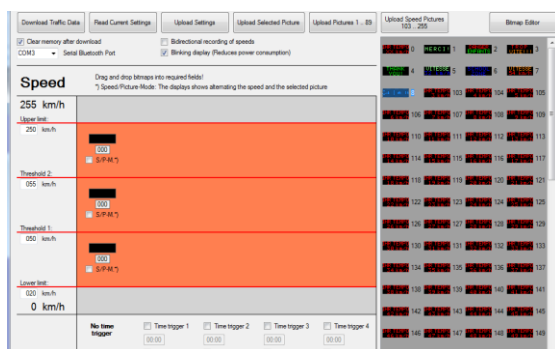 Download Traffic Data Read Current Settings Upload Settings Upload Selected Picture Upload Pictures 1 .. 89 Upload Speed Pictures 103 .. 255 Bitmap Editor
Clear memory after download Bidirectional recording of speeds
COM3 Serial Bluetooth Port Blinking display (Reduces power consumption)
Speed
Drag and drop bitmaps into required fields!
*) Speed/Picture-Mode: The displays shows alternating the speed and the selected picture
255 km/h
Upper limit:
250 km/h
000
S/P-M.*)
Threshold 2:
055 km/h
000
S/P-M.*)
Threshold 1:
050 km/h
000
S/P-M.*)
Lower limit:
020 km/h
0 km/h
No time trigger
Time trigger 1 Time trigger 2 Time trigger 3 Time trigger 4
00:00 00:00 00:00 00:00
0 MERCI 1 2 3
4 VITESSE 5 6 VITESSE 7
103 104 105
106 107 108 109
110 111 112 113
114 115 116 117
118 119 120 121
122 123 124 125
126 127 128 129
130 131 132 133
134 135 136 137
138 139 140 141
142 143 144 145
146 147 148 149